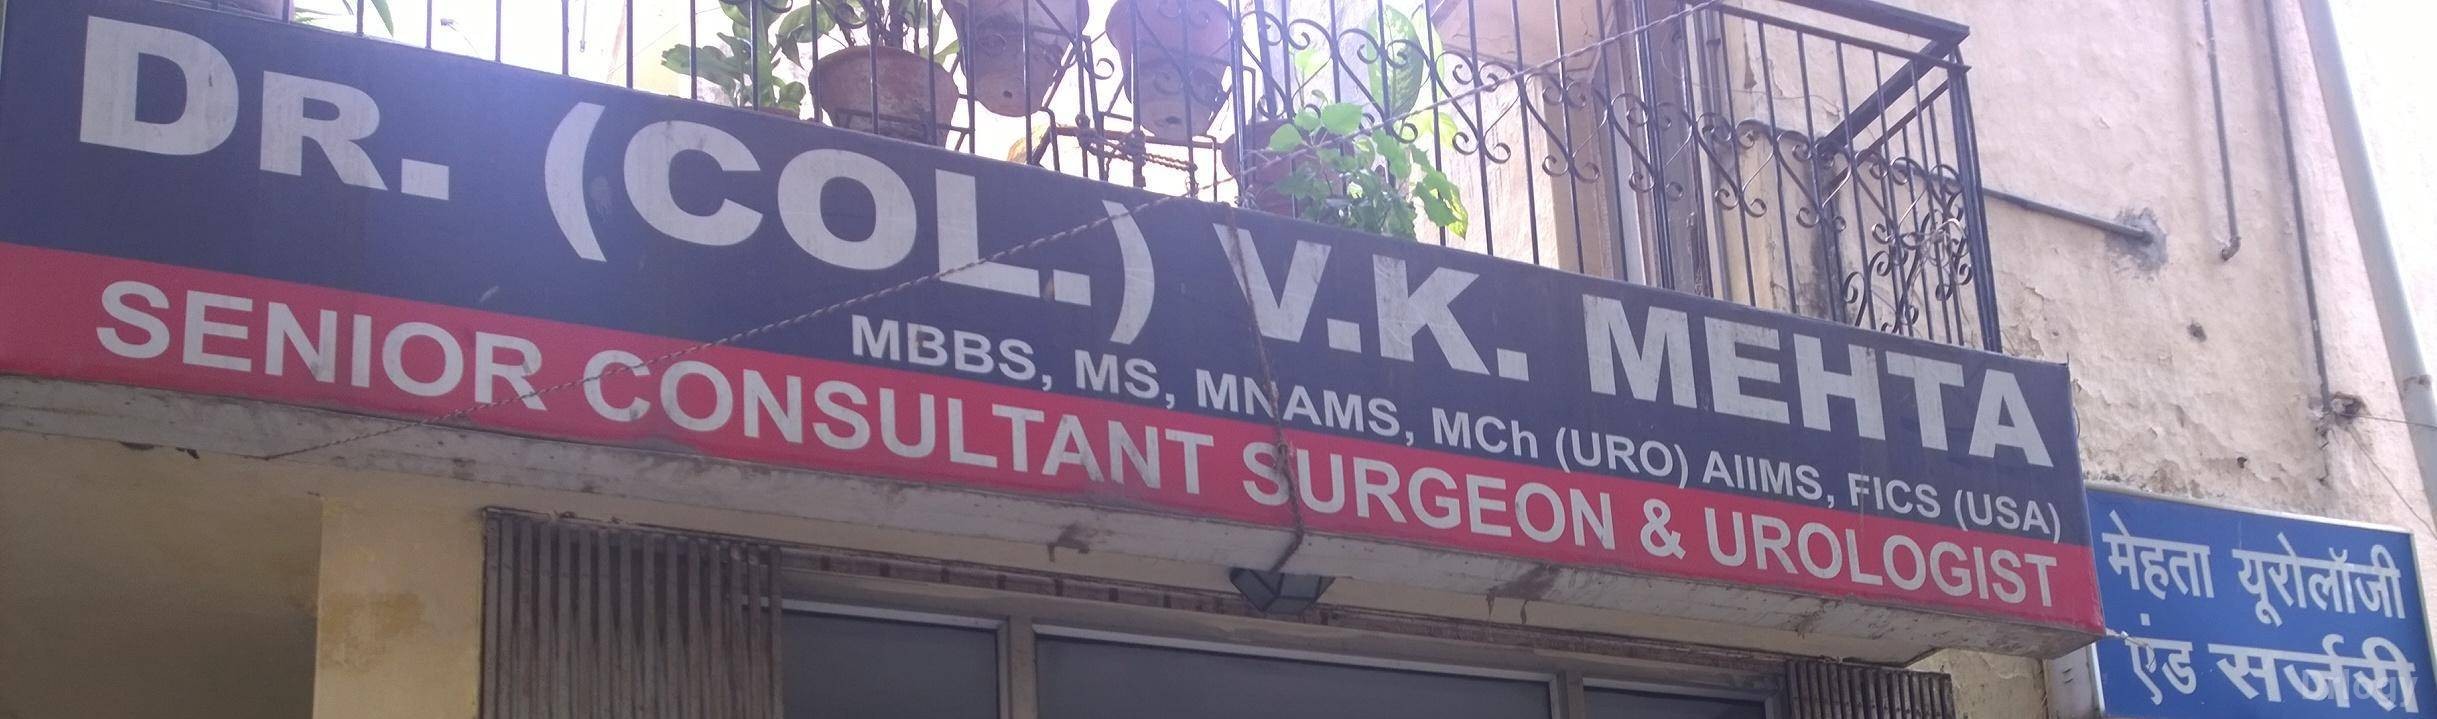 DR. (COL.) V.K. MEHTA
MBBS, MS, MNAMS, MCh (URO) AIIMS, FICS (USA)
SENIOR CONSULTANT SURGEON & UROLOGIST
मेहता यूरोलॉजी
एंड सर्जरी